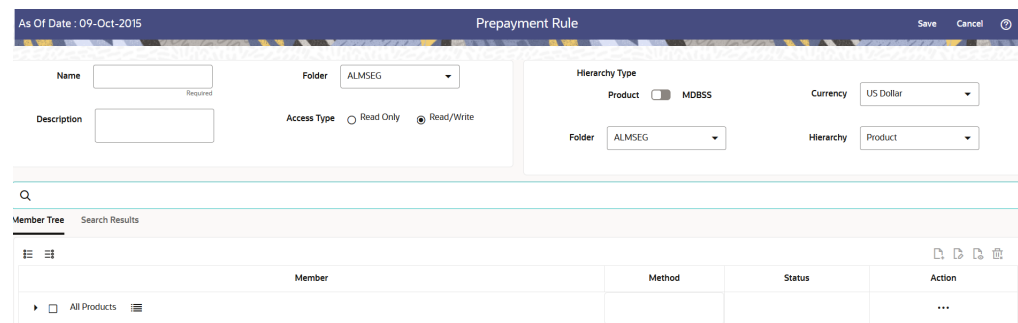 As Of Date : 09-Oct-2015 Prepayment Rule Save Cancel
Name Folder ALMSEG
Required
Description Access Type Read Only Read/Write
Hierarchy Type
Product MDBSS Currency US Dollar
Folder ALMSEG Hierarchy Product
Member Tree Search Results
Member Method Status Action
All Products